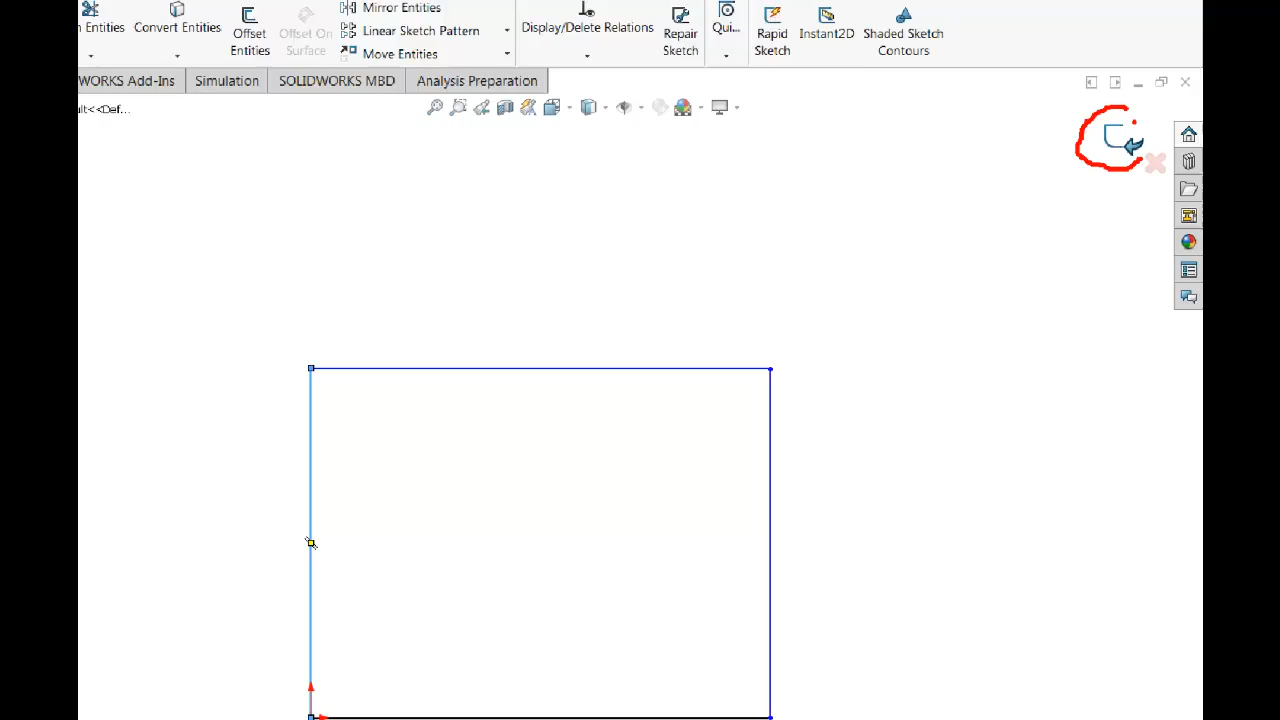 Mirror Entities
n Entities Convert Entities Offset Entities Offset On Surface Linear Sketch Pattern Display/Delete Relations Repair Sketch Qui... Rapid Sketch Instant2D Shaded Sketch Contours
Move Entities
WORKS Add-Ins Simulation SOLIDWORKS MBD Analysis Preparation
ult<<Def...